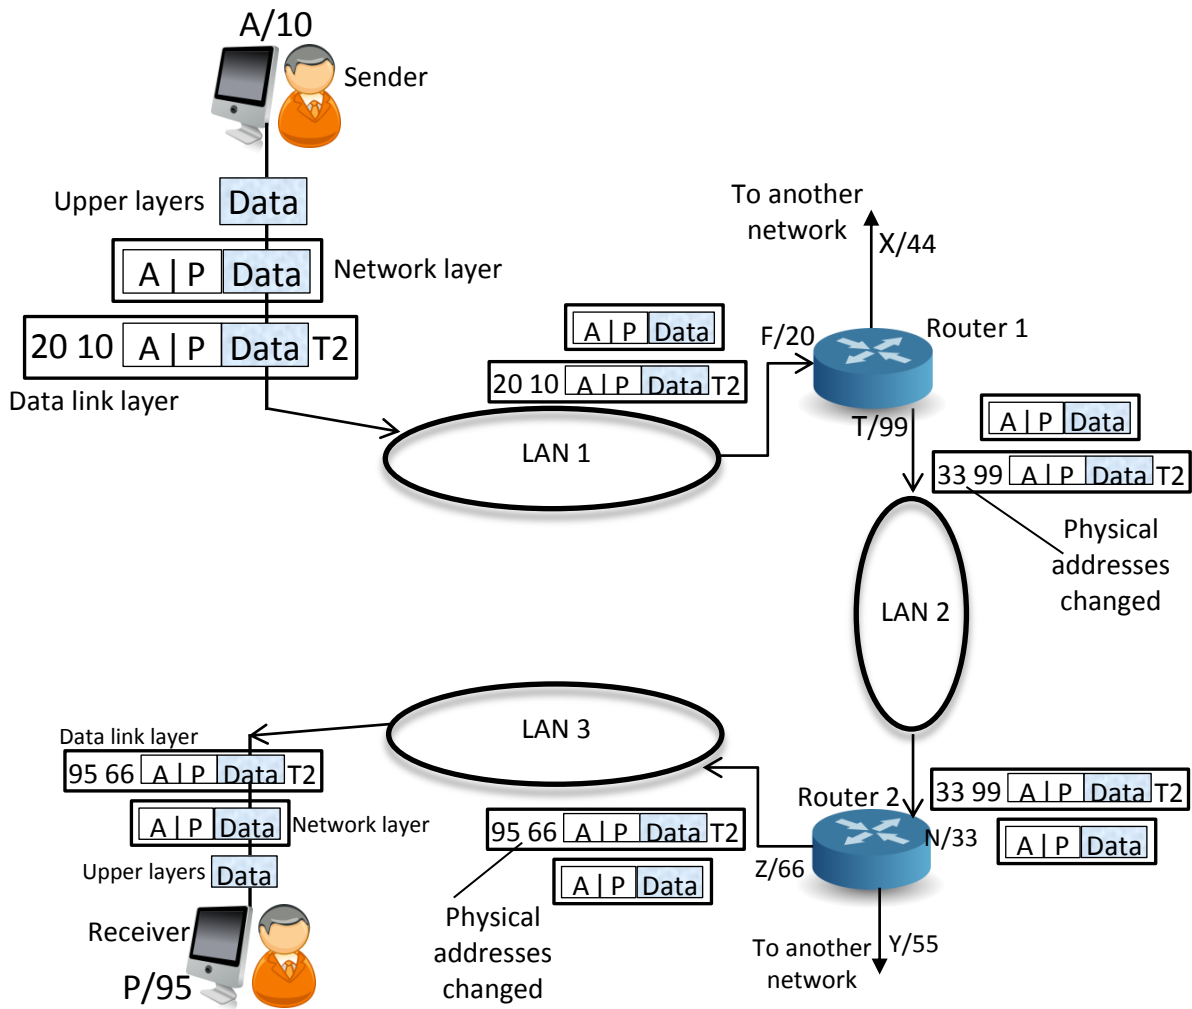 A/10
Sender
Upper layers
Data
A | P Data
Network layer
20 10 A | P Data T2
Data link layer
To another
network
X/44
A | P Data
20 10 A | P Data T2
F/20
Router 1
LAN 1
T/99
A | P Data
33 99 A | P Data T2
Physical
addresses
changed
LAN 2
LAN 3
Data link layer
95 66 A | P Data T2
A | P Data
Network layer
Upper layers
Data
Receiver
P/95
95 66 A | P Data T2
A | P Data
Physical
addresses
changed
Router 2
N/33
33 99 A | P Data T2
A | P Data
Z/66
To another
network
Y/55